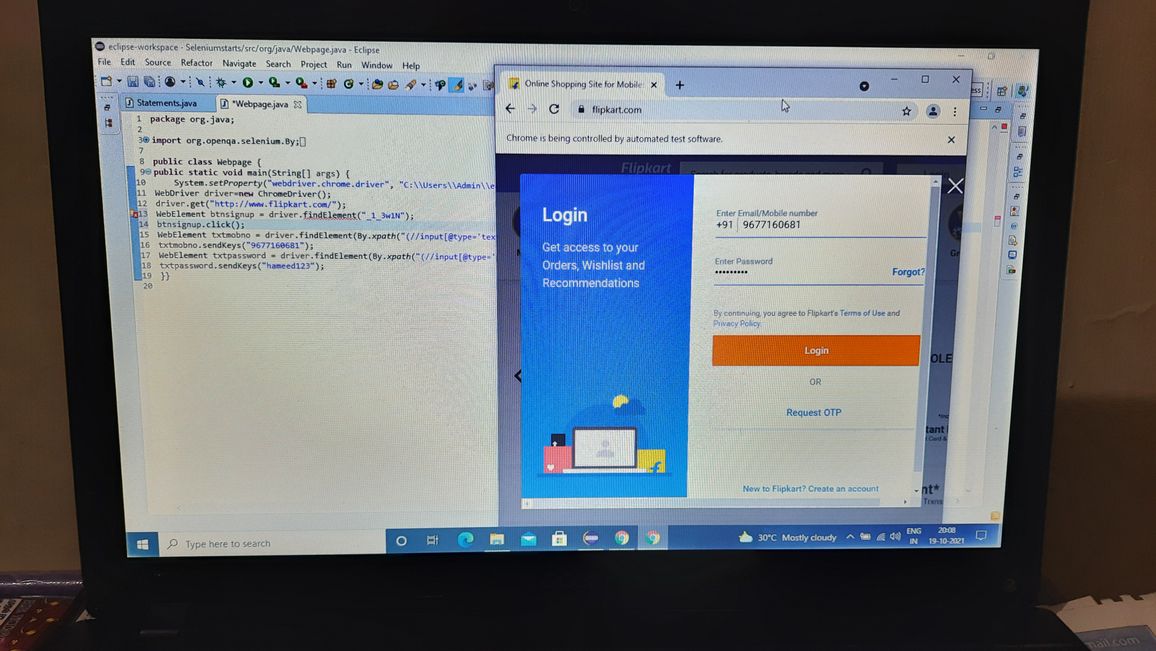 eclipse-workspace - Seleniumstarts/src/org/java/Webpage.java - Eclipse
File Edit Source Refactor Navigate Search Project Run Window Help
Statements.java
*Webpage.java
1 package org.java;
2
3 import org.openqa.selenium.By;
7
8 public class Webpage {
9 public static void main(String[] args) {
10 System.setProperty("webdriver.chrome.driver", "C:\\Users\\Admin\\e
11 WebDriver driver=new ChromeDriver();
12 driver.get("http://www.flipkart.com/");
13 WebElement btnsignup = driver.findElement("_1_3w1N");
14 btnsignup.click();
15 WebElement txtmobno = driver.findElement(By.xpath("(//input[@type='tex
16 txtmobno.sendKeys("9677160681");
17 WebElement txtpassword = driver.findElement(By.xpath("(//input[@type='
18 txtpassword.sendKeys("hameed123");
19 }}
20
Online Shopping Site for Mobile
flipkart.com
Chrome is being controlled by automated test software.
Flipkart
Login
Get access to your
Orders, Wishlist and
Recommendations
Enter Email/Mobile number
+91 9677160681
Enter Password
•••••••••
Forgot?
By continuing, you agree to Flipkart's Terms of Use and
Privacy Policy.
Login
OR
Request OTP
New to Flipkart? Create an account
OLE
tant
nt*
Type here to search
30°C Mostly cloudy
ENG
IN
20:08
19-10-2021
mail.com